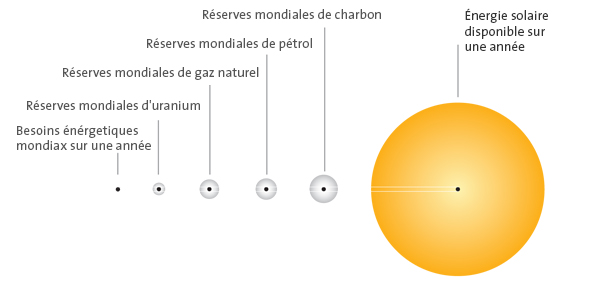 Réserves mondiales de charbon
Énergie solaire
disponible sur
une année
Réserves mondiales de pétrol
Réserves mondiales de gaz naturel
Réserves mondiales d'uranium
Besoins énérgetiques
mondiax sur une année